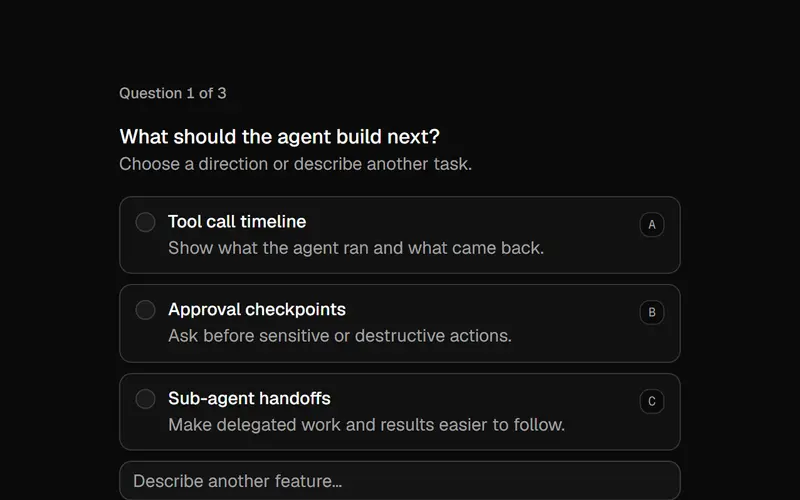 Question 1 of 3
What should the agent build next?
Choose a direction or describe another task.
Tool call timeline
A
Show what the agent ran and what came back.
Approval checkpoints
B
Ask before sensitive or destructive actions.
Sub-agent handoffs
C
Make delegated work and results easier to follow.
Describe another feature...